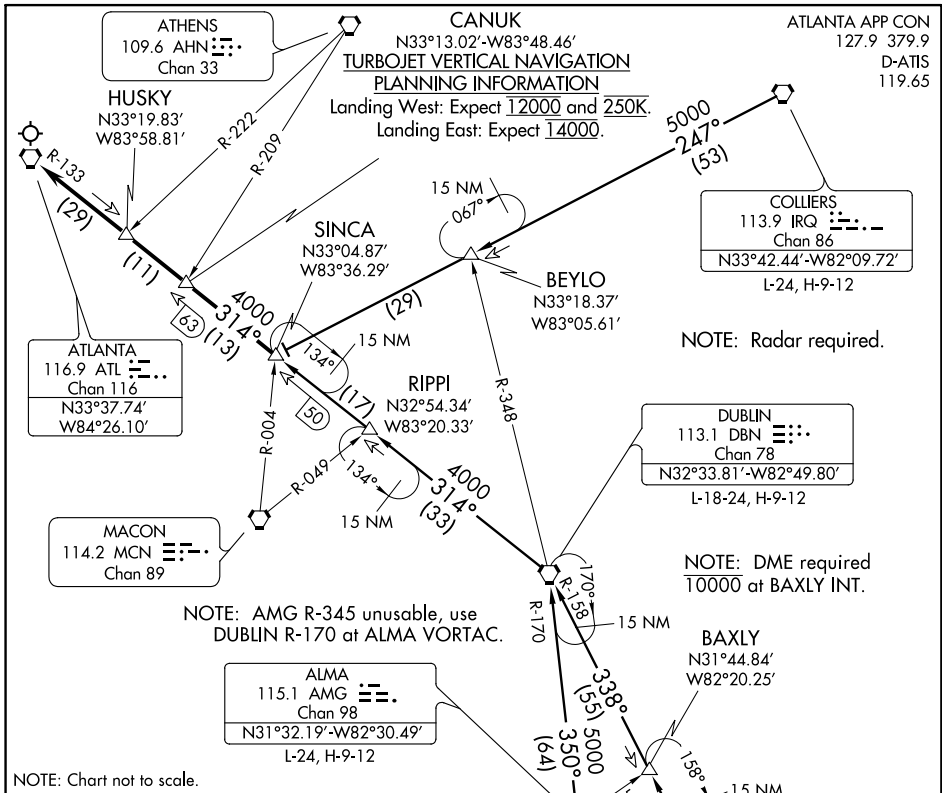 ATHENS
109.6 AHN
Chan 33
CANUK
N33°13.02'-W83°48.46'
TURBOJET VERTICAL NAVIGATION
PLANNING INFORMATION
Landing West: Expect 12000 and 250K.
Landing East: Expect 14000.
ATLANTA APP CON
127.9 379.9
D-ATIS
119.65
HUSKY
N33°19.83'
W83°58.81'
R-222
R-209
R-133
(29)
(11)
5000
247°
(53)
15 NM
067°
COLLIERS
113.9 IRQ
Chan 86
N33°42.44'-W82°09.72'
L-24, H-9-12
SINCA
N33°04.87'
W83°36.29'
BEYLO
N33°18.37'
W83°05.61'
(29)
4000
314°
(13)
63
134°
15 NM
NOTE: Radar required.
ATLANTA
116.9 ATL
Chan 116
N33°37.74'
W84°26.10'
RIPPI
N32°54.34'
W83°20.33'
(17)
50
R-348
R-004
R-049
134°
15 NM
4000
314°
(33)
DUBLIN
113.1 DBN
Chan 78
N32°33.81'-W82°49.80'
L-18-24, H-9-12
MACON
114.2 MCN
Chan 89
NOTE: DME required
10000 at BAXLY INT.
170°
R-158
R-170
15 NM
NOTE: AMG R-345 unusable, use
DUBLIN R-170 at ALMA VORTAC.
BAXLY
N31°44.84'
W82°20.25'
ALMA
115.1 AMG
Chan 98
N31°32.19'-W82°30.49'
L-24, H-9-12
338°
(55)
5000
350°
(64)
158°
15 NM
NOTE: Chart not to scale.